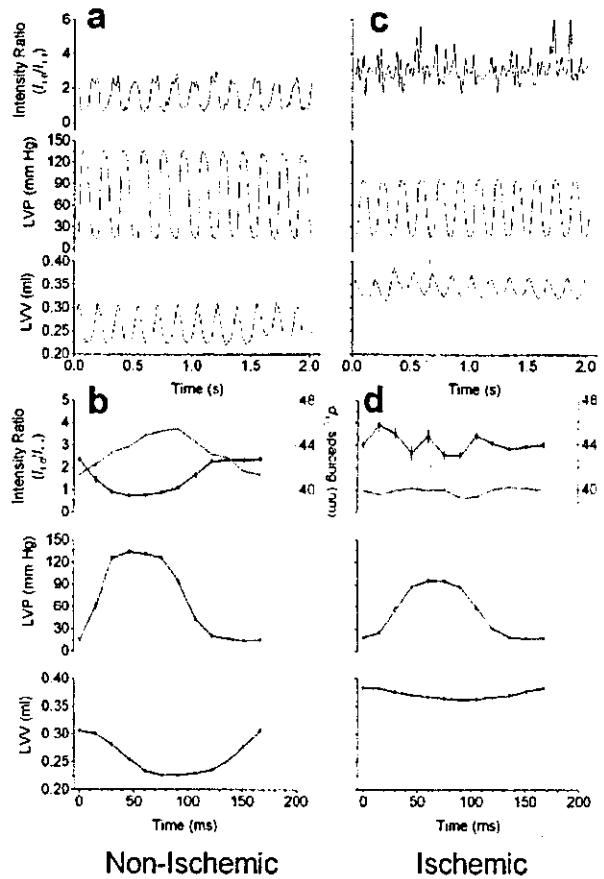 a
c
Intensity Ratio
(I₁,₀/I₁,₁)
6
4
2
0
LVP (mm Hg)
150
120
90
60
30
0
LVV (ml)
0.40
0.35
0.30
0.25
0.20
0.0 0.5 1.0 1.5 2.0
0.0 0.5 1.0 1.5 2.0
Time (s)
Time (s)
b
d
Intensity Ratio
(I₁,₀/I₁,₁)
5
4
3
2
1
0
48
44
40
spacing (nm)
48
44
40
LVP (mm Hg)
150
120
90
60
30
0
LVV (ml)
0.40
0.35
0.30
0.25
0.20
0 50 100 150 200
0 50 100 150 200
Time (ms)
Time (ms)
Non-Ischemic
Ischemic